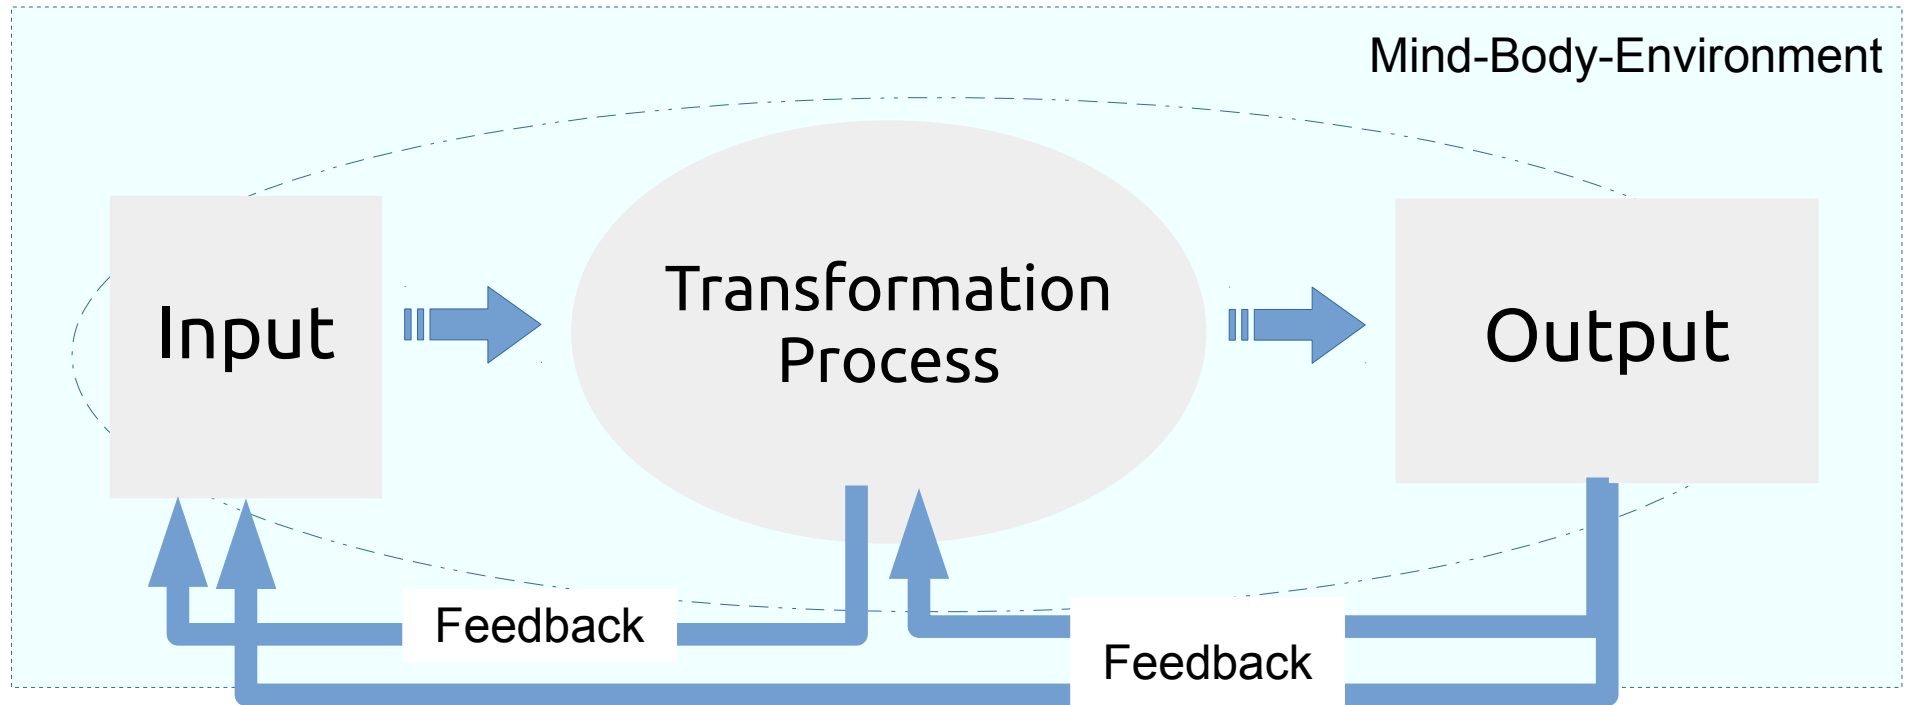 Mind-Body-Environment
Input
Transformation
Process
Output
Feedback
Feedback